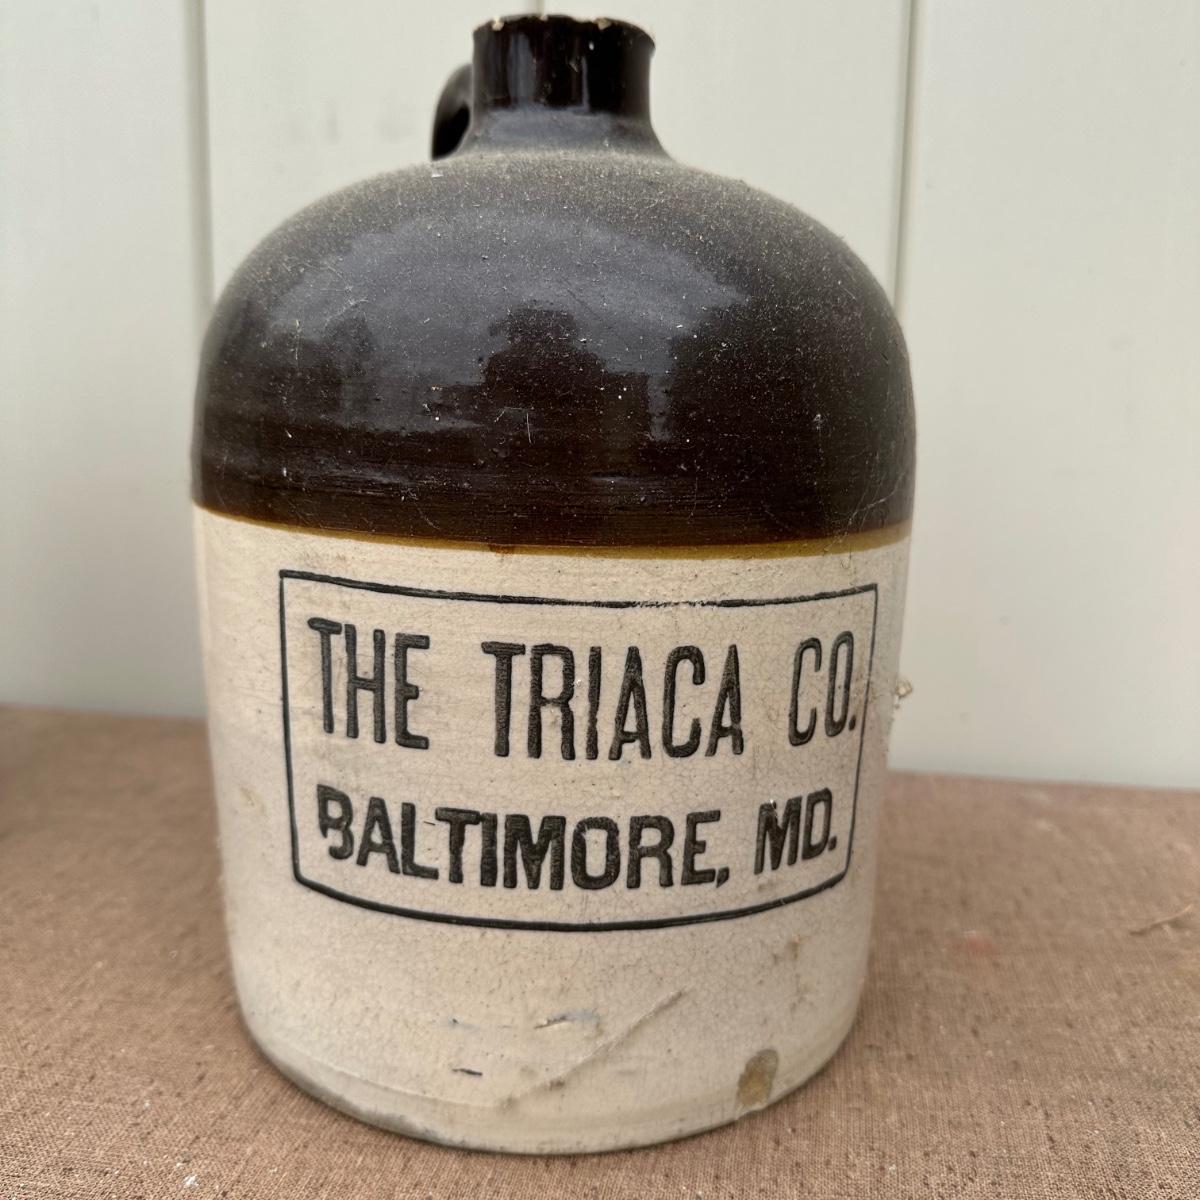 THE TRIACA CO.
BALTIMORE, MD.